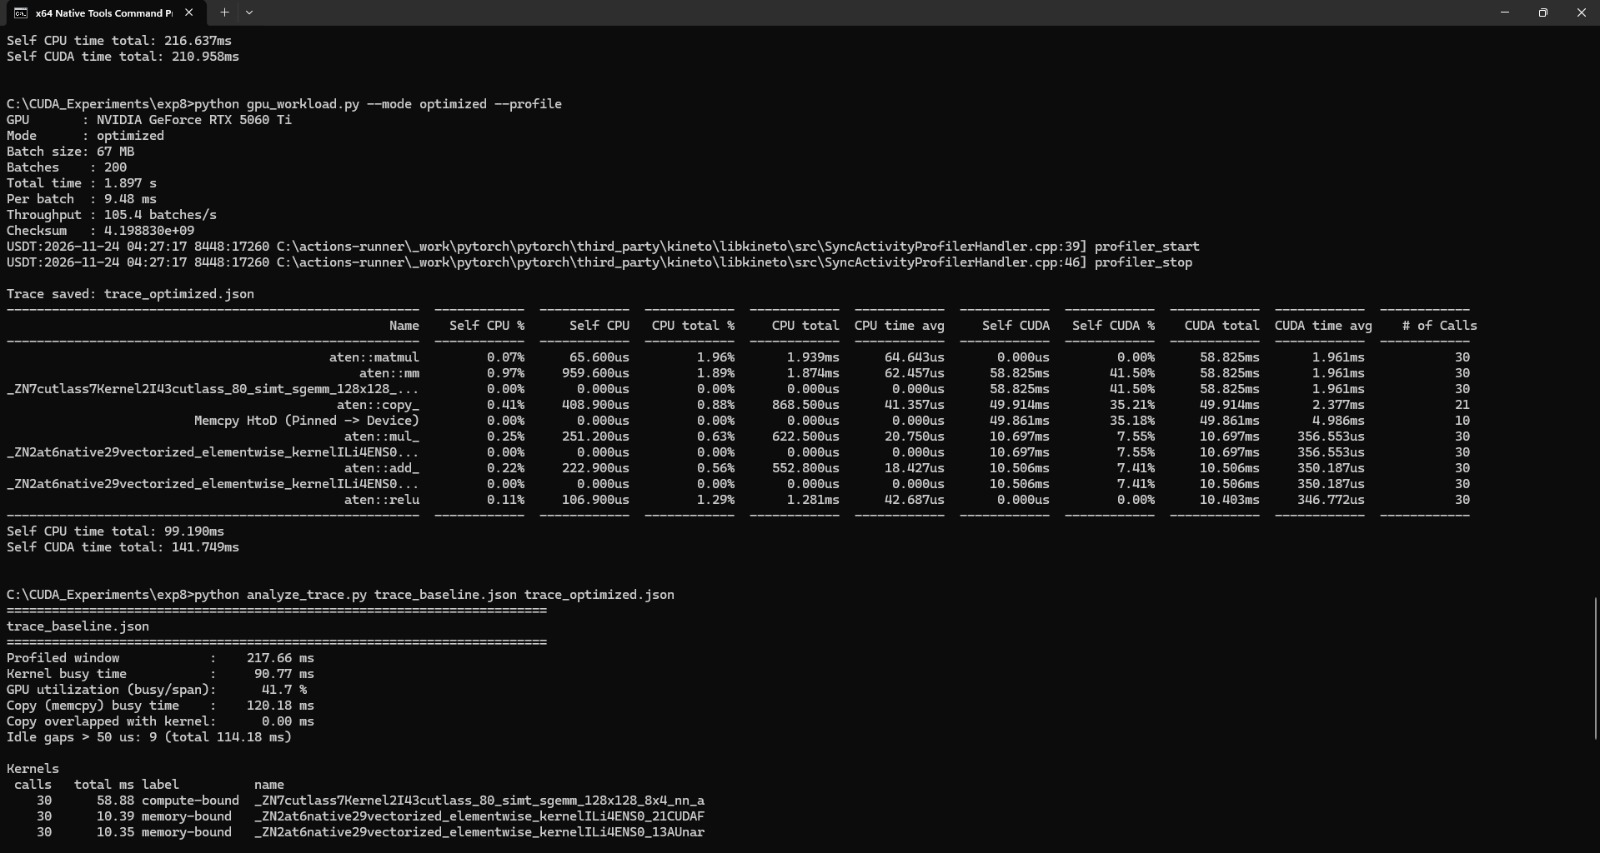 x64 Native Tools Command P
Self CPU time total: 216.637ms
Self CUDA time total: 210.958ms
C:\CUDA_Experiments\exp8>python gpu_workload.py --mode optimized --profile
GPU       : NVIDIA GeForce RTX 5060 Ti
Mode      : optimized
Batch size: 67 MB
Batches    : 200
Total time : 1.897 s
Per batch  : 9.48 ms
Throughput : 105.4 batches/s
Checksum   : 4.198830e+09
USDT:2026-11-24 04:27:17 8448:17260 C:\actions-runner\_work\pytorch\pytorch\third_party\kineto\libkineto\src\SyncActivityProfilerHandler.cpp:39] profiler_start
USDT:2026-11-24 04:27:17 8448:17260 C:\actions-runner\_work\pytorch\pytorch\third_party\kineto\libkineto\src\SyncActivityProfilerHandler.cpp:46] profiler_stop
Trace saved: trace_optimized.json
Name    Self CPU %    Self CPU    CPU total %    CPU total    CPU time avg    Self CUDA    Self CUDA %    CUDA total    CUDA time avg    # of Calls
aten::matmul    0.07%    65.600us    1.96%    1.939ms    64.643us    0.000us    0.00%    58.825ms    1.961ms    30
aten::mm    0.97%    959.600us    1.89%    1.874ms    62.457us    58.825ms    41.50%    58.825ms    1.961ms    30
_ZN7cutlass7Kernel2I43cutlass_80_simt_sgemm_128x128_...    0.00%    0.000us    0.00%    0.000us    0.000us    58.825ms    41.50%    58.825ms    1.961ms    30
aten::copy_    0.41%    408.900us    0.88%    868.500us    41.357us    49.914ms    35.21%    49.914ms    2.377ms    21
Memcpy HtoD (Pinned -> Device)    0.00%    0.000us    0.00%    0.000us    0.000us    49.861ms    35.18%    49.861ms    4.986ms    10
aten::mul_    0.25%    251.200us    0.63%    622.500us    20.750us    10.697ms    7.55%    10.697ms    356.553us    30
_ZN2at6native29vectorized_elementwise_kernelILi4ENS0...    0.00%    0.000us    0.00%    0.000us    0.000us    10.697ms    7.55%    10.697ms    356.553us    30
aten::add_    0.22%    222.900us    0.56%    552.800us    18.427us    10.506ms    7.41%    10.506ms    350.187us    30
_ZN2at6native29vectorized_elementwise_kernelILi4ENS0...    0.00%    0.000us    0.00%    0.000us    0.000us    10.506ms    7.41%    10.506ms    350.187us    30
aten::relu    0.11%    106.900us    1.29%    1.281ms    42.687us    0.000us    0.00%    10.403ms    346.772us    30
Self CPU time total: 99.190ms
Self CUDA time total: 141.749ms
C:\CUDA_Experiments\exp8>python analyze_trace.py trace_baseline.json trace_optimized.json
========================================================================
trace_baseline.json
========================================================================
Profiled window            :    217.66 ms
Kernel busy time           :     90.77 ms
GPU utilization (busy/span):      41.7 %
Copy (memcpy) busy time    :    120.18 ms
Copy overlapped with kernel:      0.00 ms
Idle gaps > 50 us: 9 (total 114.18 ms)
Kernels
calls   total ms label          name
30      58.88 compute-bound  _ZN7cutlass7Kernel2I43cutlass_80_simt_sgemm_128x128_8x4_nn_a
30      10.39 memory-bound   _ZN2at6native29vectorized_elementwise_kernelILi4ENS0_21CUDAF
30      10.35 memory-bound   _ZN2at6native29vectorized_elementwise_kernelILi4ENS0_13AUnar